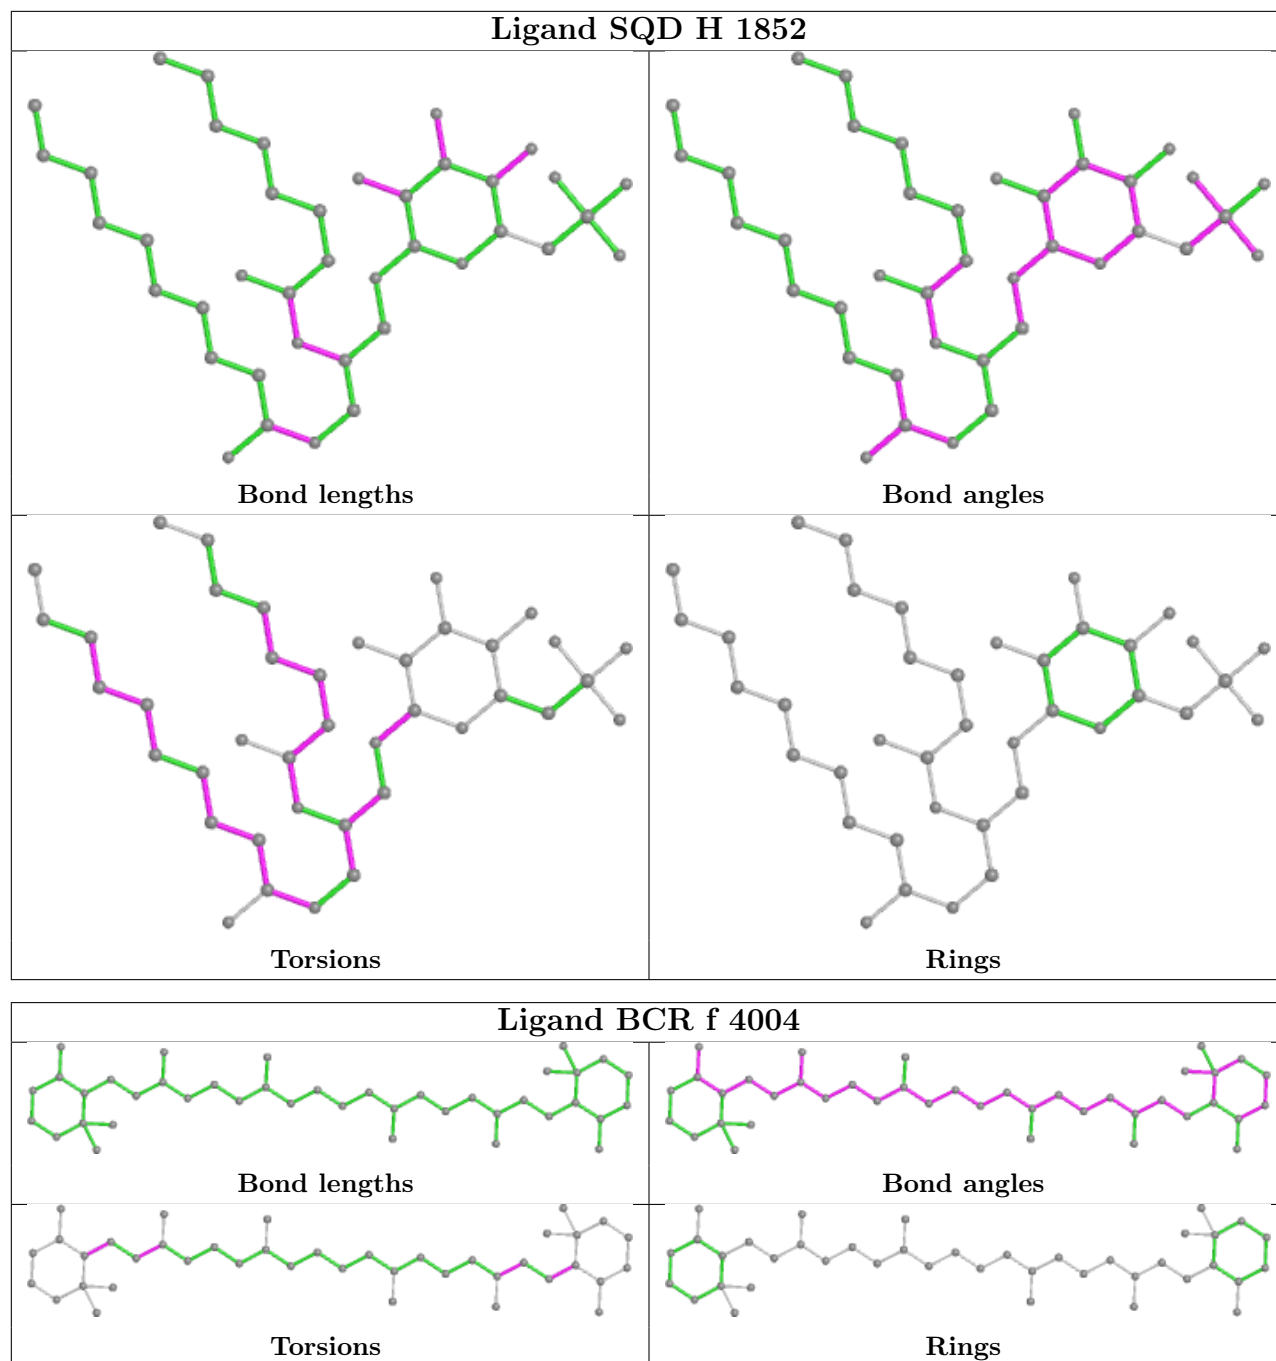 Ligand SQD H 1852
Bond lengths
Bond angles
Torsions
Rings
Ligand BCR f 4004
Bond lengths
Bond angles
Torsions
Rings